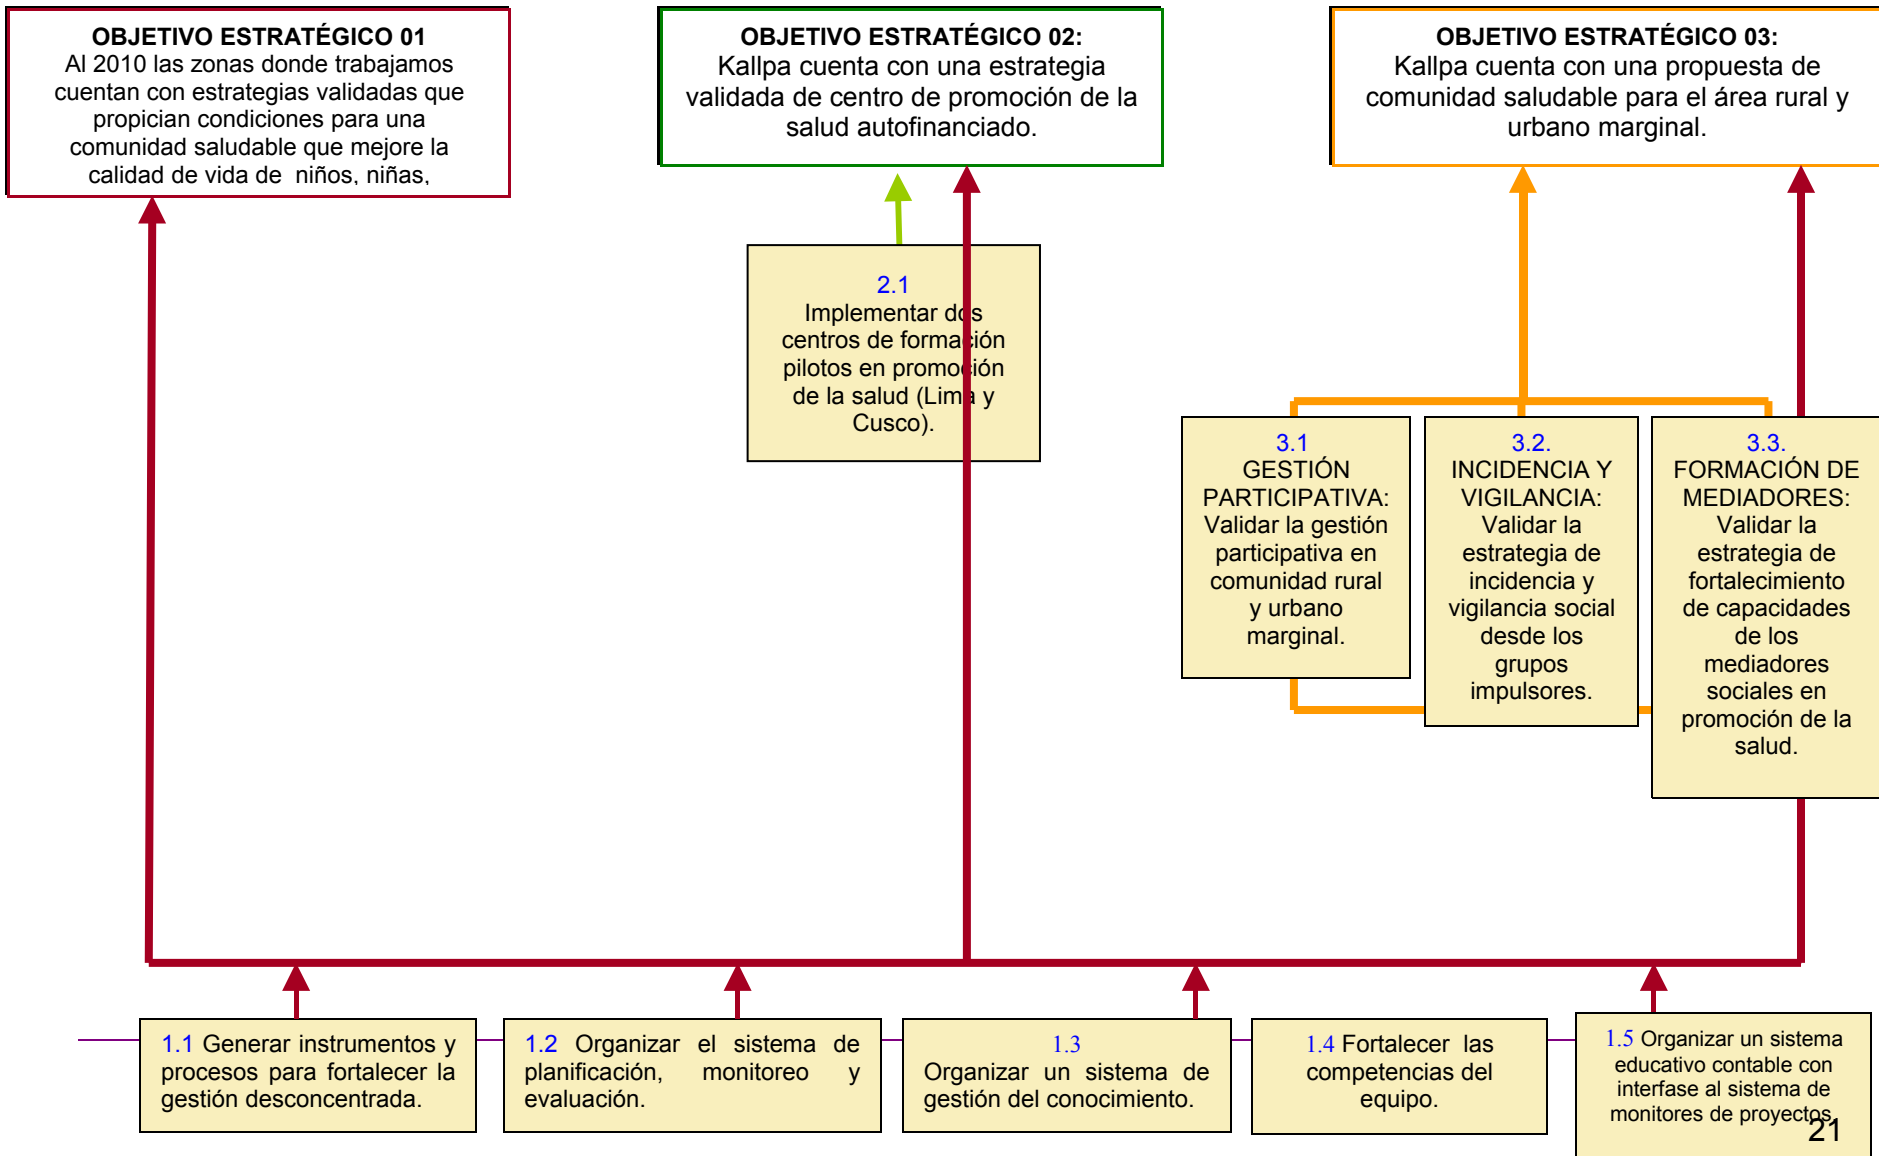 OBJETIVO ESTRATÉGICO 01
Al 2010 las zonas donde trabajamos
cuentan con estrategias validadas que
propician condiciones para una
comunidad saludable que mejore la
calidad de vida de niños, niñas,
OBJETIVO ESTRATÉGICO 02:
Kallpa cuenta con una estrategia
validada de centro de promoción de la
salud autofinanciado.
OBJETIVO ESTRATÉGICO 03:
Kallpa cuenta con una propuesta de
comunidad saludable para el área rural y
urbano marginal.
2.1
Implementar dos
centros de formación
pilotos en promoción
de la salud (Lima y
Cusco).
3.1
GESTIÓN
PARTICIPATIVA:
Validar la gestión
participativa en
comunidad rural
y urbano
marginal.
3.2.
INCIDENCIA Y
VIGILANCIA:
Validar la
estrategia de
incidencia y
vigilancia social
desde los
grupos
impulsores.
3.3.
FORMACIÓN DE
MEDIADORES:
Validar la
estrategia de
fortalecimiento
de capacidades
de los
mediadores
sociales en
promoción de la
salud.
1.1 Generar instrumentos y
procesos para fortalecer la
gestión desconcentrada.
1.2 Organizar el sistema de
planificación, monitoreo y
evaluación.
1.3
Organizar un sistema de
gestión del conocimiento.
1.4 Fortalecer las
competencias del
equipo.
1.5 Organizar un sistema
educativo contable con
interfase al sistema de
monitores de proyectos.
21